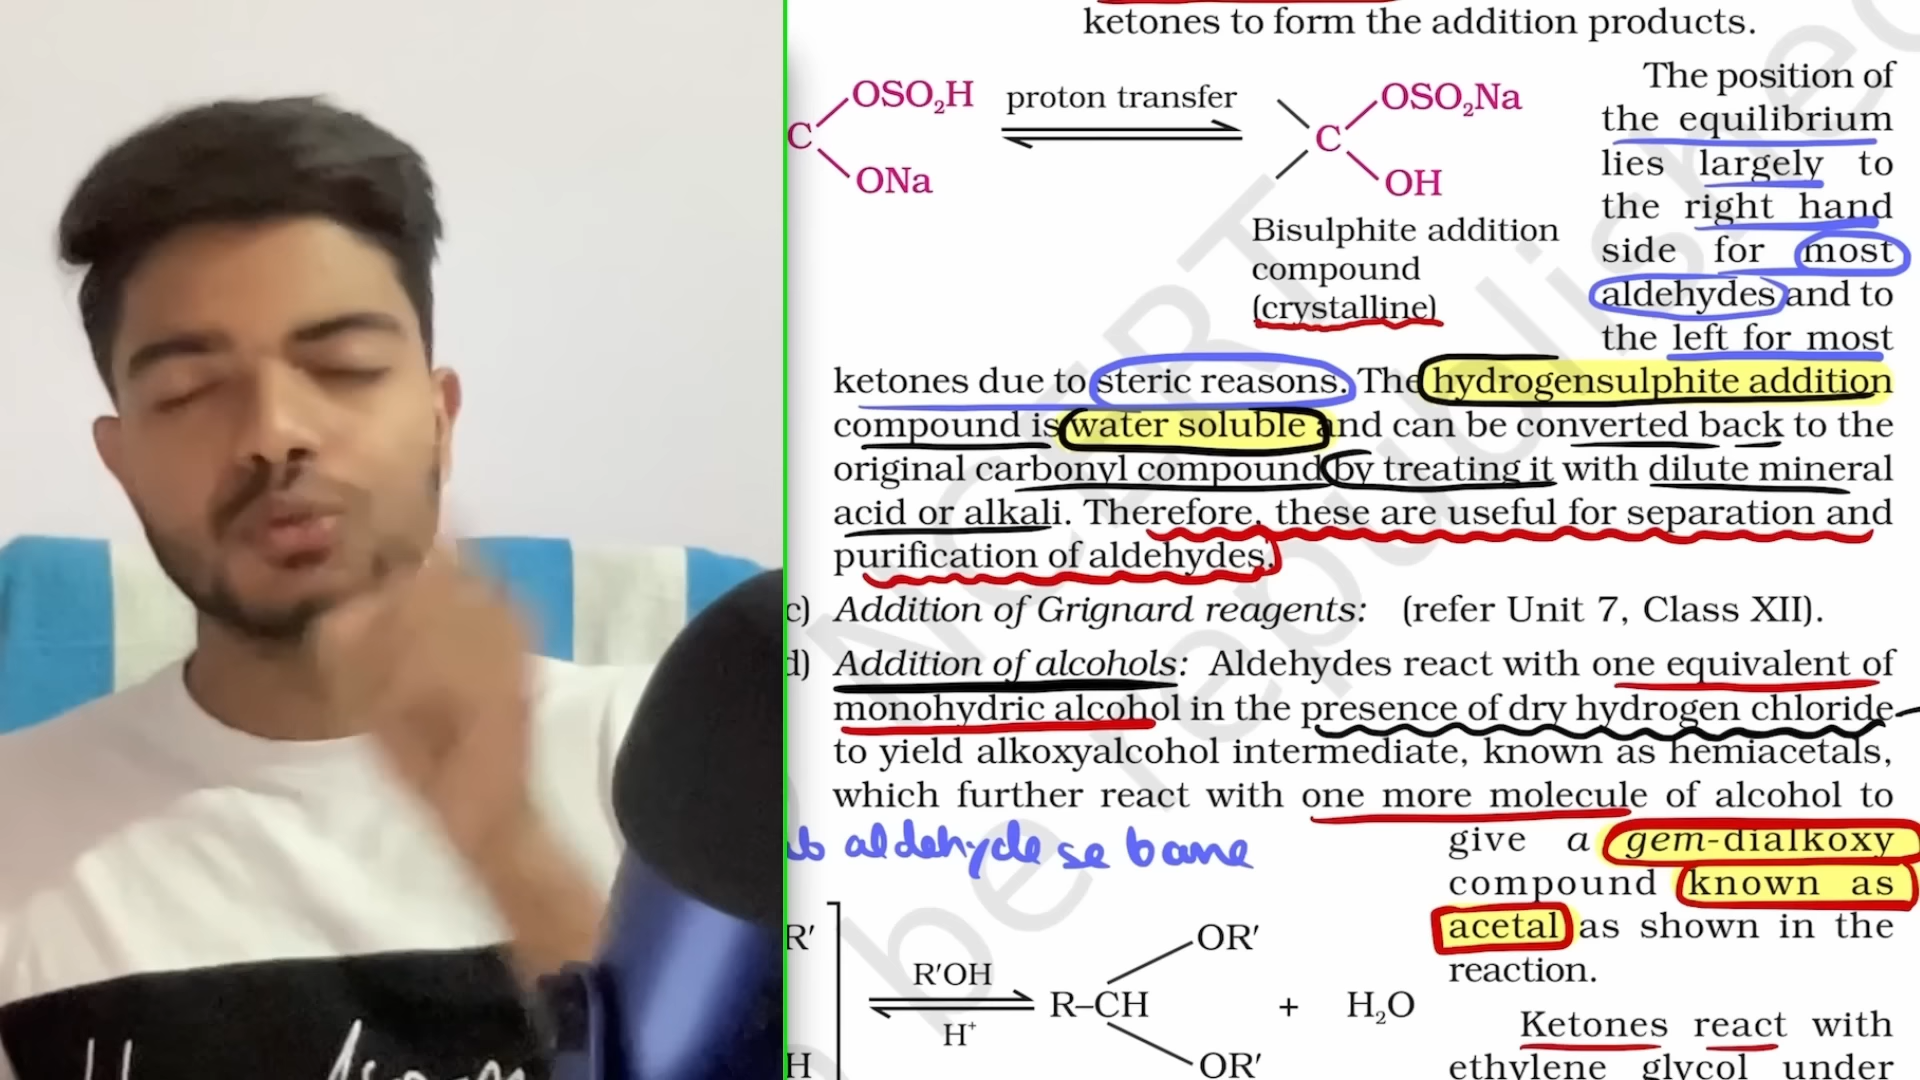 ketones to form the addition products.
C
OSO₂H
ONa
proton transfer
C
OSO₂Na
OH
Bisulphite addition
compound
(crystalline)
The position of
the equilibrium
lies largely to
the right hand
side for most
aldehydes and to
the left for most
ketones due to steric reasons. The hydrogensulphite addition
compound is water soluble and can be converted back to the
original carbonyl compound by treating it with dilute mineral
acid or alkali. Therefore, these are useful for separation and
purification of aldehydes.
c) Addition of Grignard reagents: (refer Unit 7, Class XII).
d) Addition of alcohols: Aldehydes react with one equivalent of
monohydric alcohol in the presence of dry hydrogen chloride
to yield alkoxyalcohol intermediate, known as hemiacetals,
which further react with one more molecule of alcohol to
aldehyde se bane
give a gem-dialkoxy
compound known as
acetal as shown in the
reaction.
R'
H
R'OH
H⁺
R–CH
OR'
OR'
+ H₂O
Ketones react with
ethylene glycol under